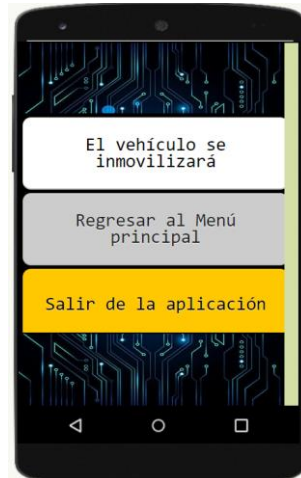 El vehículo se
inmovilizará
Regresar al Menú
principal
Salir de la aplicación